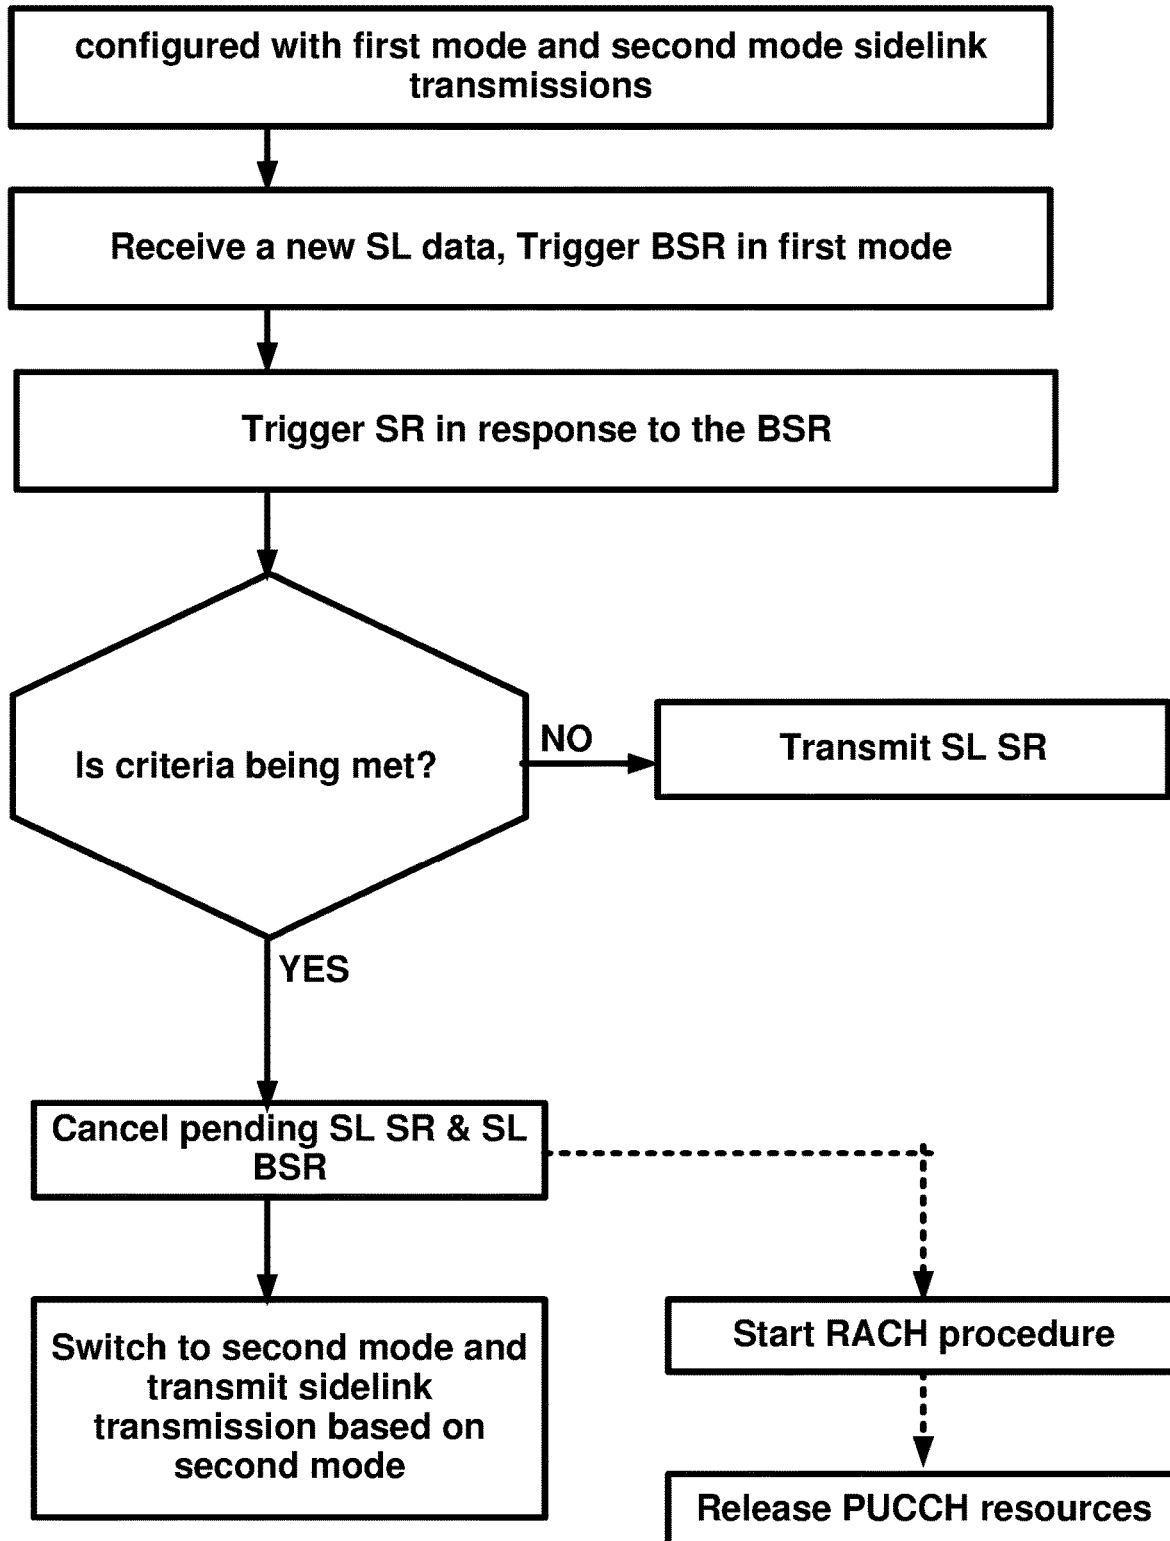 configured with first mode and second mode sidelink
transmissions
Receive a new SL data, Trigger BSR in first mode
Trigger SR in response to the BSR
Is criteria being met?
NO
Transmit SL SR
YES
Cancel pending SL SR & SL
BSR
Switch to second mode and
transmit sidelink
transmission based on
second mode
Start RACH procedure
Release PUCCH resources